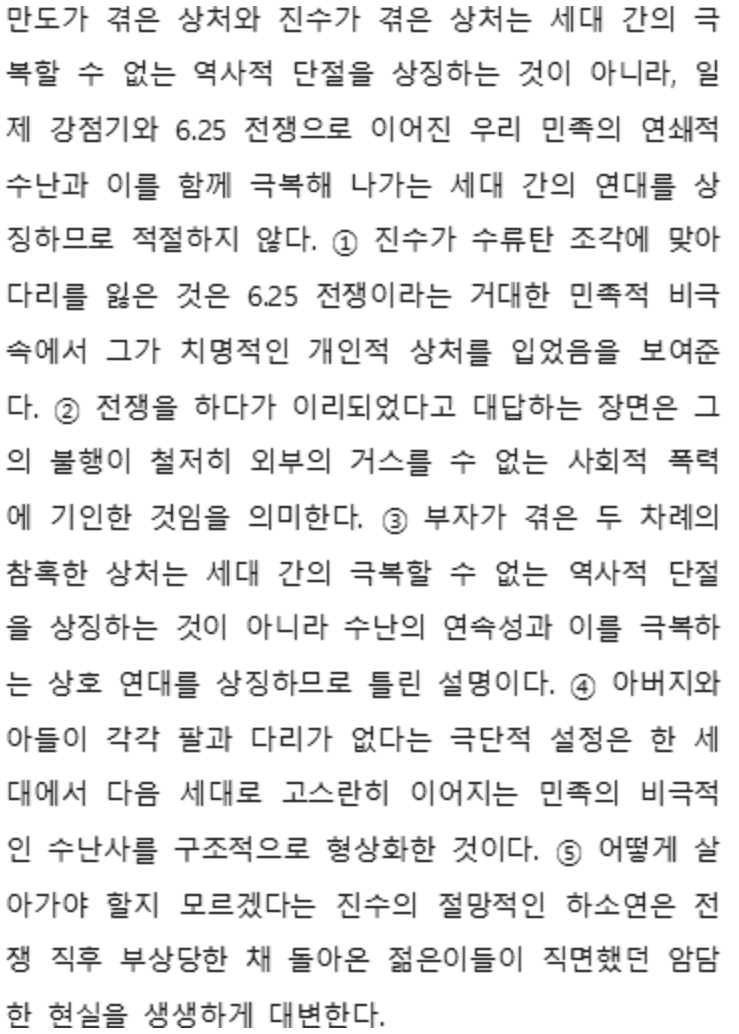 만도가 겪은 상처와 진수가 겪은 상처는 세대 간의 극
복할 수 없는 역사적 단절을 상징하는 것이 아니라, 일
제 강점기와 6.25 전쟁으로 이어진 우리 민족의 연쇄적
수난과 이를 함께 극복해 나가는 세대 간의 연대를 상
징하므로 적절하지 않다. ① 진수가 수류탄 조각에 맞아
다리를 잃은 것은 6.25 전쟁이라는 거대한 민족적 비극
속에서 그가 치명적인 개인적 상처를 입었음을 보여준
다. ② 전쟁을 하다가 이리되었다고 대답하는 장면은 그
의 불행이 철저히 외부의 거스를 수 없는 사회적 폭력
에 기인한 것임을 의미한다. ③ 부자가 겪은 두 차례의
참혹한 상처는 세대 간의 극복할 수 없는 역사적 단절
을 상징하는 것이 아니라 수난의 연속성과 이를 극복하
는 상호 연대를 상징하므로 틀린 설명이다. ④ 아버지와
아들이 각각 팔과 다리가 없다는 극단적 설정은 한 세
대에서 다음 세대로 고스란히 이어지는 민족의 비극적
인 수난사를 구조적으로 형상화한 것이다. ⑤ 어떻게 살
아가야 할지 모르겠다는 진수의 절망적인 하소연은 전
쟁 직후 부상당한 채 돌아온 젊은이들이 직면했던 암담
한 현실을 생생하게 대변한다.